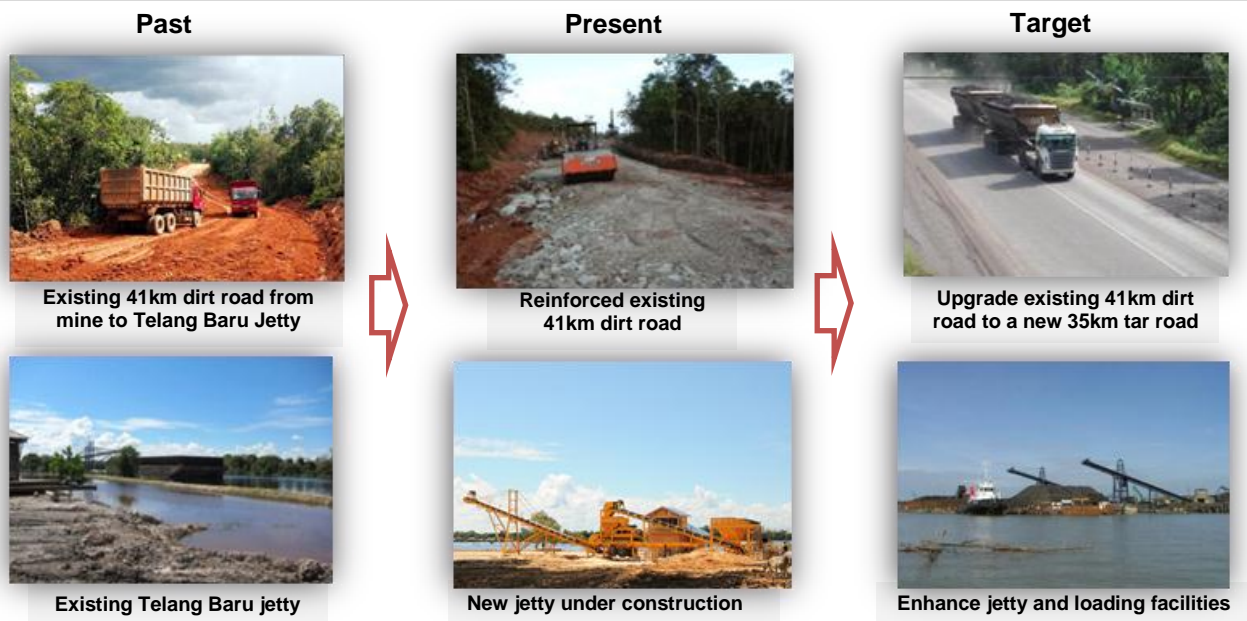 Past
Present
Target
Existing 41km dirt road from
mine to Telang Baru Jetty
Reinforced existing
41km dirt road
Upgrade existing 41km dirt
road to a new 35km tar road
Existing Telang Baru jetty
New jetty under construction
Enhance jetty and loading facilities